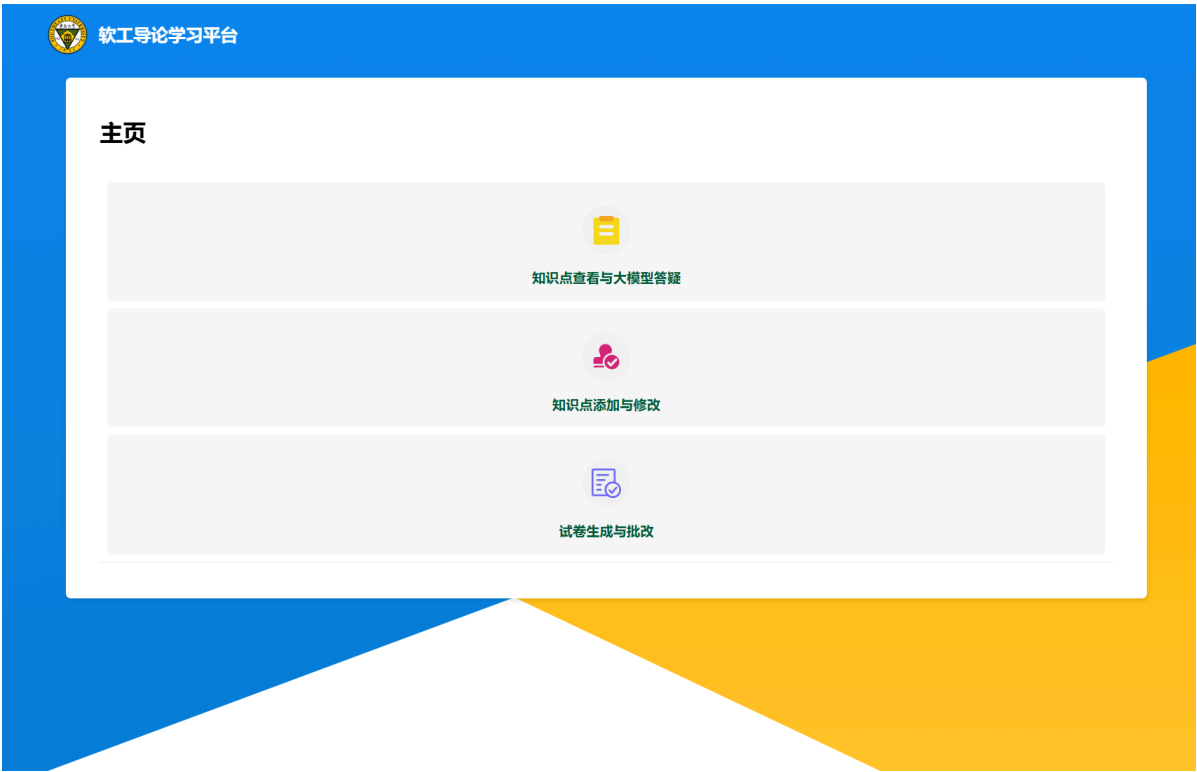 软工导论学习平台
主页
知识点查看与大模型答疑
知识点添加与修改
试卷生成与批改